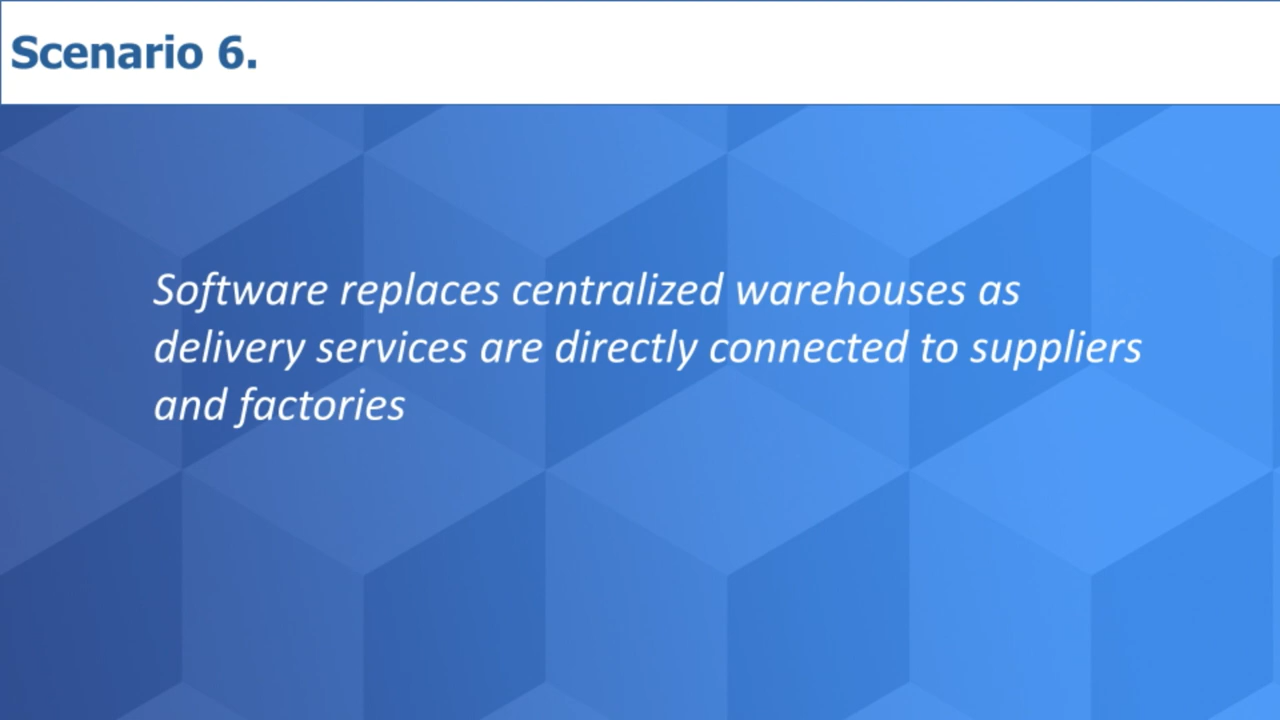 Scenario 6.
Software replaces centralized warehouses as
delivery services are directly connected to suppliers
and factories